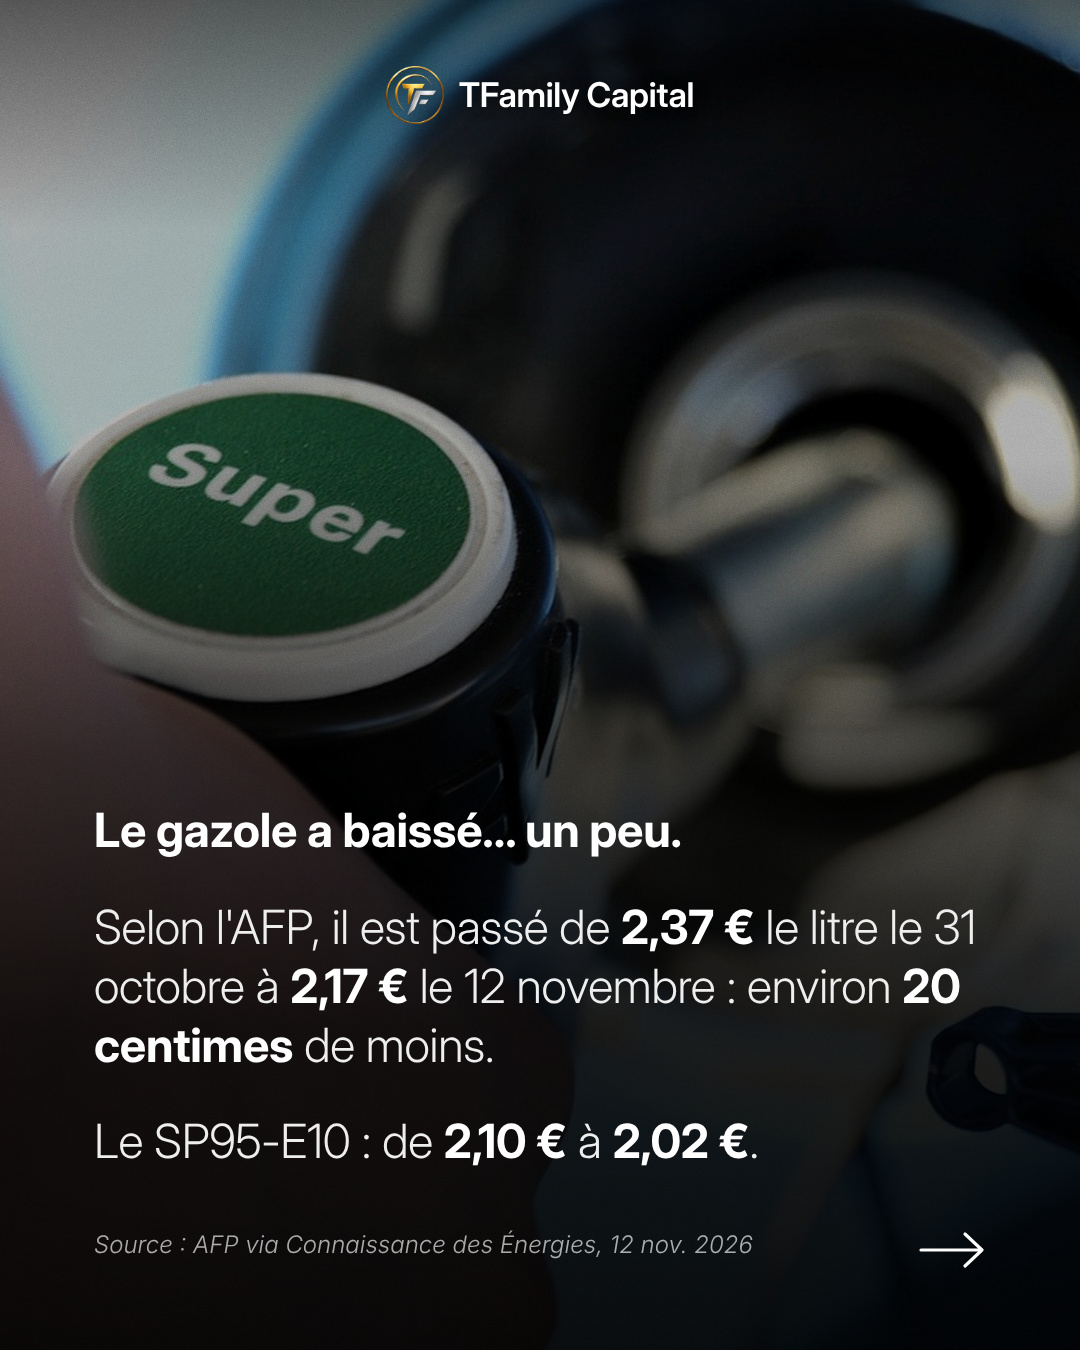 TF TFamily Capital
Super
Le gazole a baissé... un peu.
Selon l'AFP, il est passé de 2,37 € le litre le 31
octobre à 2,17 € le 12 novembre : environ 20
centimes de moins.
Le SP95-E10 : de 2,10 € à 2,02 €.
Source : AFP via Connaissance des Énergies, 12 nov. 2026